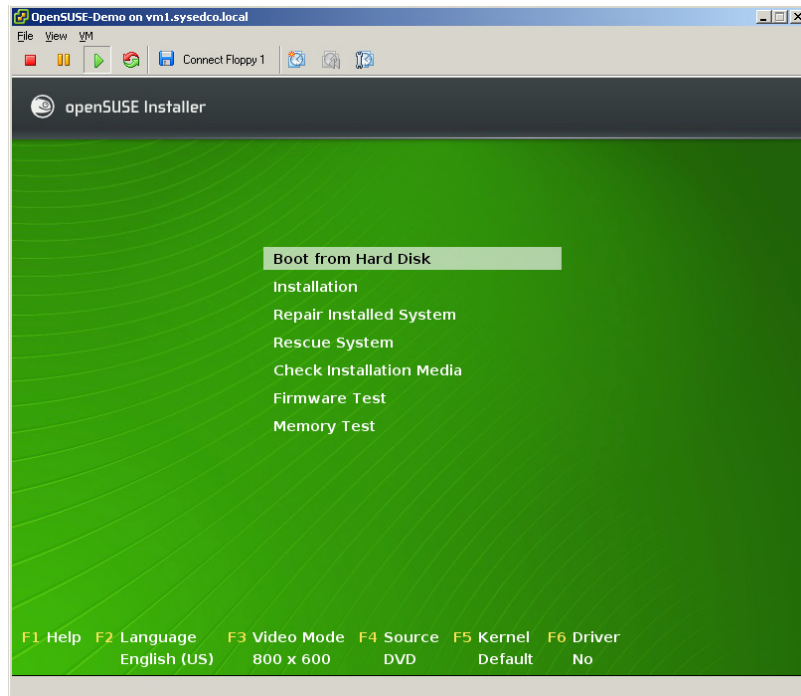 OpenSUSE-Demo on vm1.sysedco.local
File View VM
Connect Floppy 1
openSUSE Installer
Boot from Hard Disk
Installation
Repair Installed System
Rescue System
Check Installation Media
Firmware Test
Memory Test
F1 Help F2 Language F3 Video Mode F4 Source F5 Kernel F6 Driver
English (US) 800 x 600 DVD Default No